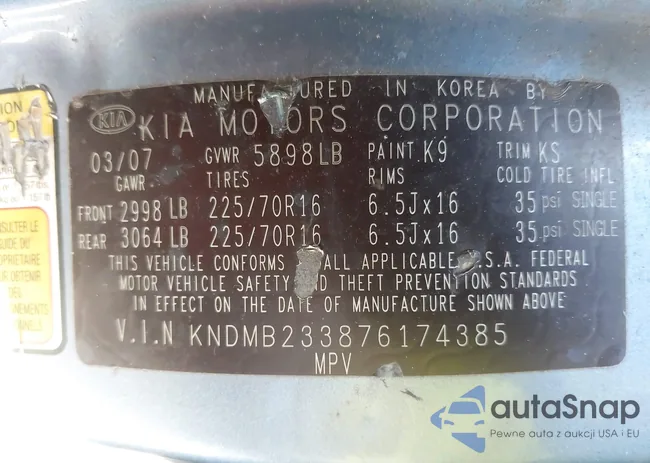 MANUFACTURED IN KOREA BY
KIA KIA MOTORS CORPORATION
03/07 GVWR 5898LB PAINT K9 TRIM KS
GAWR TIRES RIMS COLD TIRE INFL
FRONT 2998 LB 225/70R16 6.5Jx16 35 psi SINGLE
REAR 3064 LB 225/70R16 6.5Jx16 35 psi SINGLE
THIS VEHICLE CONFORMS ALL APPLICABLE U.S.A. FEDERAL
MOTOR VEHICLE SAFETY AND THEFT PREVENTION STANDARDS
IN EFFECT ON THE DATE OF MANUFACTURE SHOWN ABOVE
V.I.N KNDMB233876174385
MPV
autaSnap
Pewne auta z aukcji USA i EU